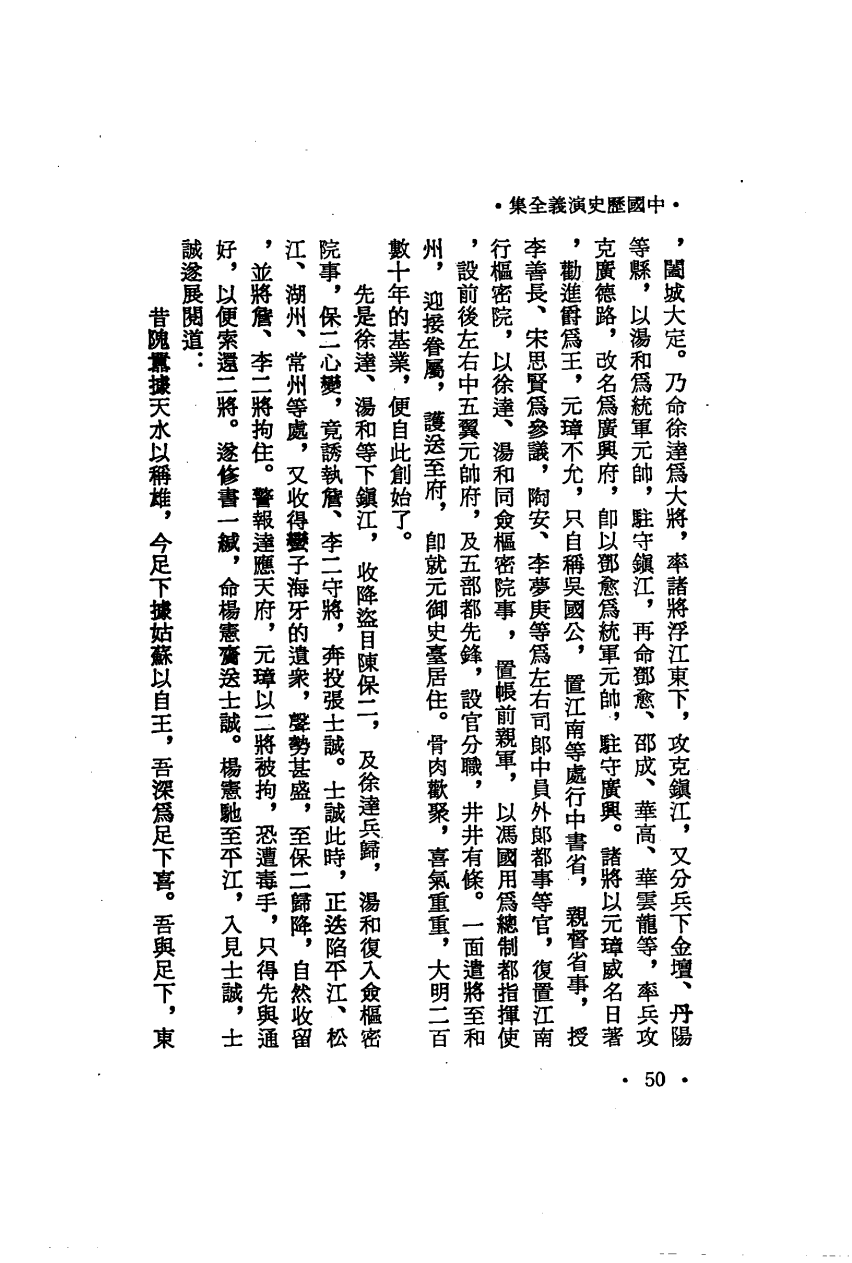 ·中國歷史演義全集·
，闔城大定。乃命徐達爲大將，率諸將浮江東下，攻克鎭江，又分兵下金壇、丹陽
等縣，以湯和爲統軍元帥，駐守鎭江，再命鄧愈、邵成、華高、華雲龍等，率兵攻
克廣德路，改名爲廣興府，卽以鄧愈爲統軍元帥，駐守廣興。諸將以元璋威名日著
，勸進爵爲王，元璋不允，只自稱吳國公，置江南等處行中書省，親督省事，授
李善長、宋思賢爲參議，陶安、李夢庚等爲左右司郎中員外郎都事等官，復置江南
行樞密院，以徐達、湯和同僉樞密院事，置帳前親軍，以馮國用爲總制都指揮使
，設前後左右中五翼元帥府，及五部都先鋒，設官分職，井井有條。一面遣將至和
州，迎接眷屬，護送至府，卽就元御史臺居住。骨肉歡聚，喜氣重重，大明二百
數十年的基業，便自此創始了。
先是徐達、湯和等下鎭江，收降盜目陳保二，及徐達兵歸，湯和復入僉樞密
院事，保二心變，竟誘執詹、李二守將，奔投張士誠。士誠此時，正迭陷平江、松
江、湖州、常州等處，又收得蠻子海牙的遺衆，聲勢甚盛，至保二歸降，自然收留
，並將詹、李二將拘住。警報達應天府，元璋以二將被拘，恐遭毒手，只得先與通
好，以便索還二將。遂修書一緘，命楊憲齎送士誠。楊憲馳至平江，入見士誠，士
誠遂展閱道：
昔隗囂據天水以稱雄，今足下據姑蘇以自王，吾深爲足下喜。吾與足下，東
·50·